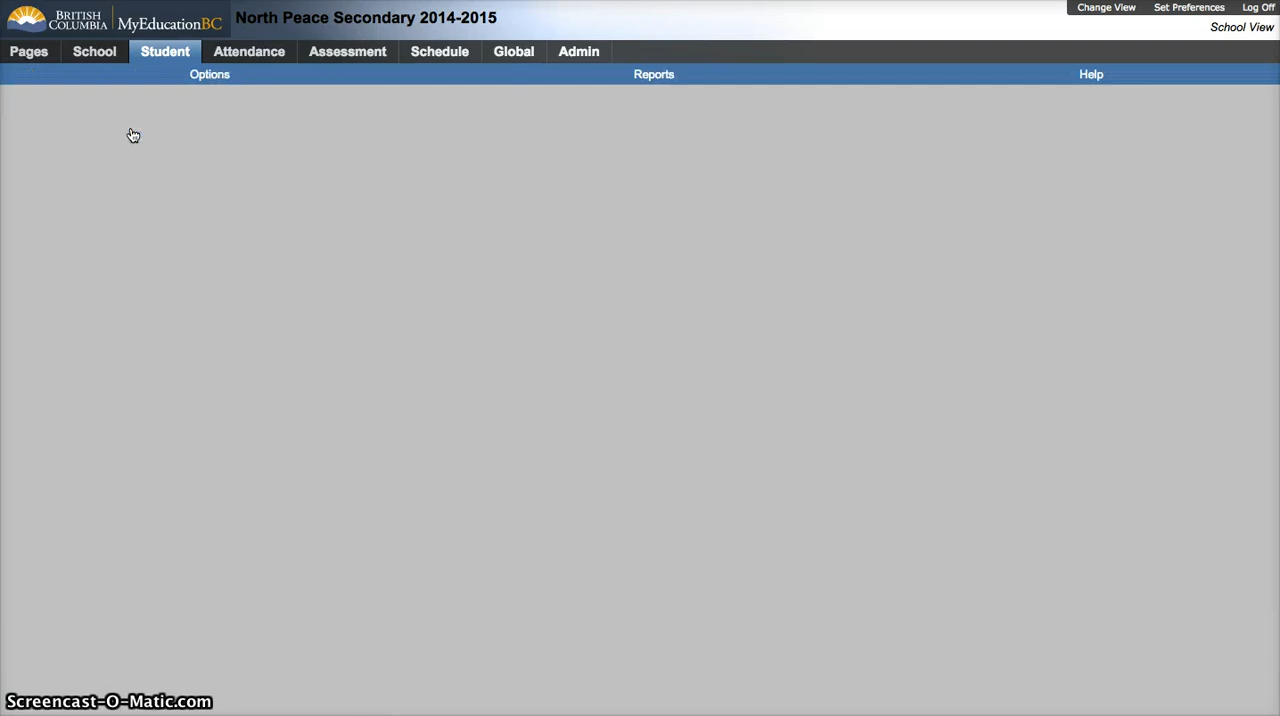 BRITISH COLUMBIA MyEducationBC
North Peace Secondary 2014-2015
Change View Set Preferences Log Off
School View
Pages School Student Attendance Assessment Schedule Global Admin
Options Reports Help
Screencast-O-Matic.com